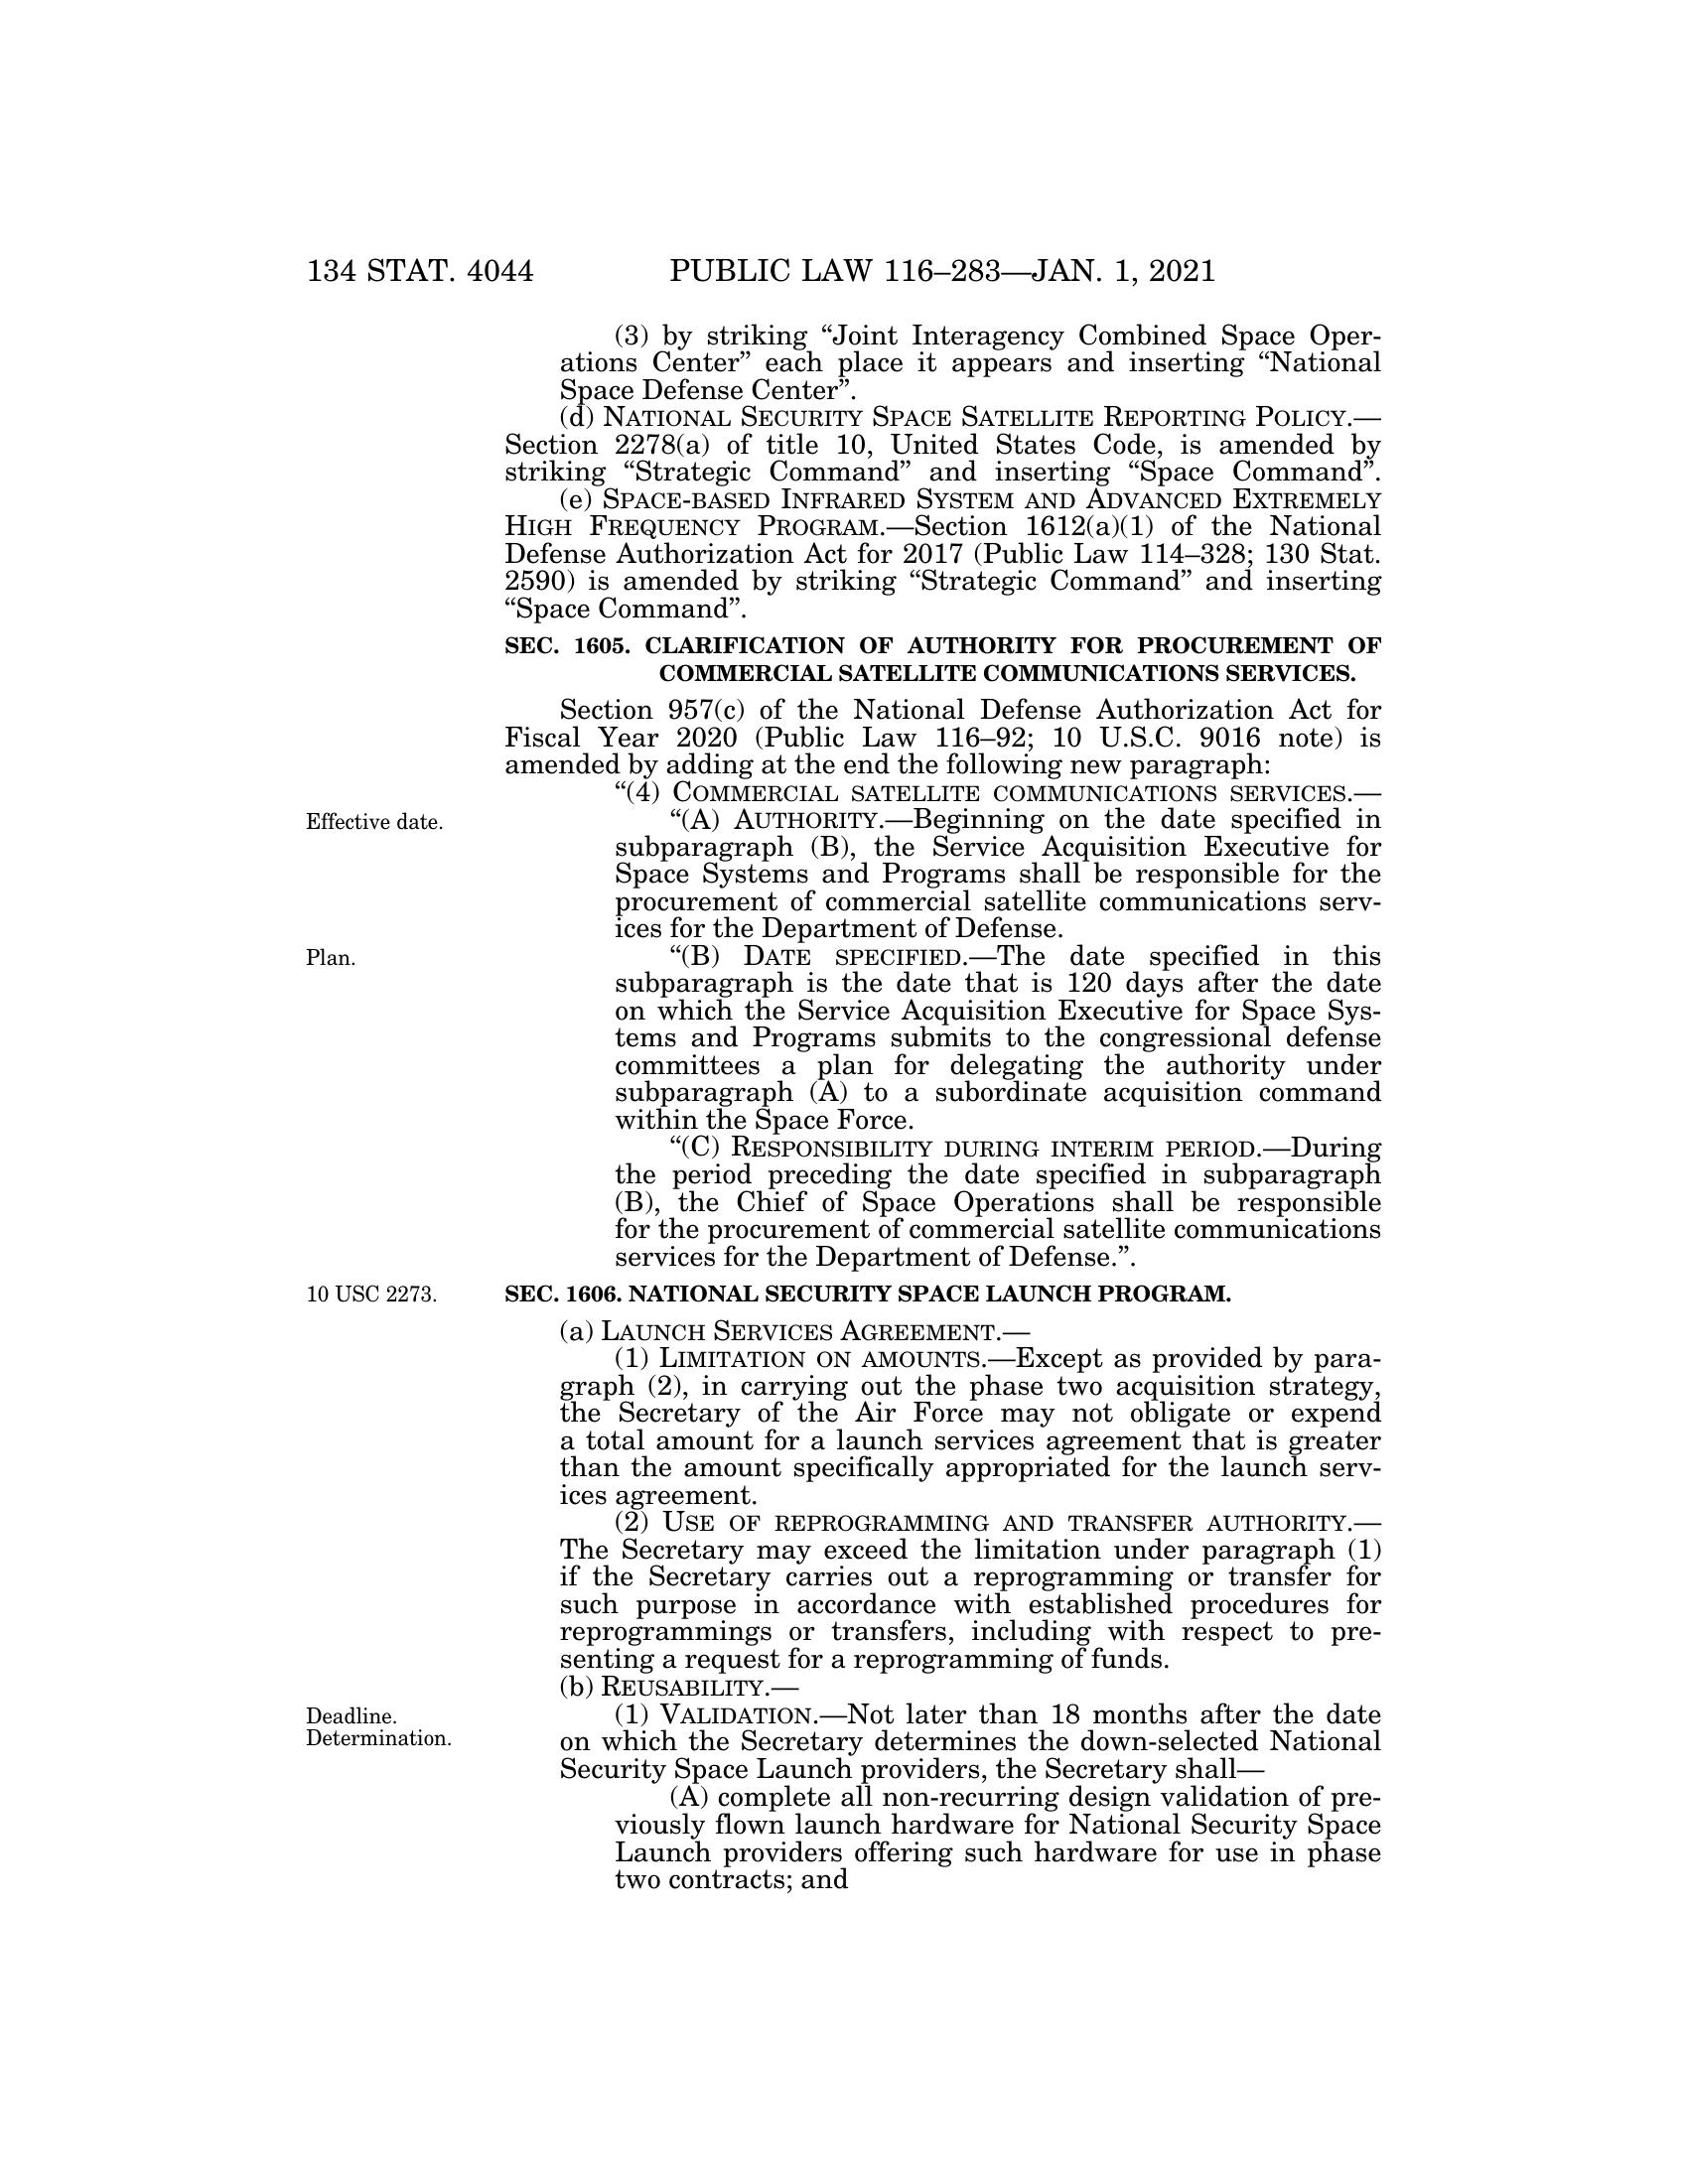 134 STAT. 4044 PUBLIC LAW 116–283—JAN. 1, 2021
(3) by striking “Joint Interagency Combined Space Oper-
ations Center” each place it appears and inserting “National
Space Defense Center”.
(d) NATIONAL SECURITY SPACE SATELLITE REPORTING POLICY.—
Section 2278(a) of title 10, United States Code, is amended by
striking “Strategic Command” and inserting “Space Command”.
(e) SPACE-BASED INFRARED SYSTEM AND ADVANCED EXTREMELY
HIGH FREQUENCY PROGRAM.—Section 1612(a)(1) of the National
Defense Authorization Act for 2017 (Public Law 114–328; 130 Stat.
2590) is amended by striking “Strategic Command” and inserting
“Space Command”.
SEC. 1605. CLARIFICATION OF AUTHORITY FOR PROCUREMENT OF
COMMERCIAL SATELLITE COMMUNICATIONS SERVICES.
Section 957(c) of the National Defense Authorization Act for
Fiscal Year 2020 (Public Law 116–92; 10 U.S.C. 9016 note) is
amended by adding at the end the following new paragraph:
“(4) COMMERCIAL SATELLITE COMMUNICATIONS SERVICES.—
Effective date.
“(A) AUTHORITY.—Beginning on the date specified in
subparagraph (B), the Service Acquisition Executive for
Space Systems and Programs shall be responsible for the
procurement of commercial satellite communications serv-
ices for the Department of Defense.
Plan.
“(B) DATE SPECIFIED.—The date specified in this
subparagraph is the date that is 120 days after the date
on which the Service Acquisition Executive for Space Sys-
tems and Programs submits to the congressional defense
committees a plan for delegating the authority under
subparagraph (A) to a subordinate acquisition command
within the Space Force.
“(C) RESPONSIBILITY DURING INTERIM PERIOD.—During
the period preceding the date specified in subparagraph
(B), the Chief of Space Operations shall be responsible
for the procurement of commercial satellite communications
services for the Department of Defense.”.
10 USC 2273.
SEC. 1606. NATIONAL SECURITY SPACE LAUNCH PROGRAM.
(a) LAUNCH SERVICES AGREEMENT.—
(1) LIMITATION ON AMOUNTS.—Except as provided by para-
graph (2), in carrying out the phase two acquisition strategy,
the Secretary of the Air Force may not obligate or expend
a total amount for a launch services agreement that is greater
than the amount specifically appropriated for the launch serv-
ices agreement.
(2) USE OF REPROGRAMMING AND TRANSFER AUTHORITY.—
The Secretary may exceed the limitation under paragraph (1)
if the Secretary carries out a reprogramming or transfer for
such purpose in accordance with established procedures for
reprogrammings or transfers, including with respect to pre-
senting a request for a reprogramming of funds.
(b) REUSABILITY.—
Deadline.
Determination.
(1) VALIDATION.—Not later than 18 months after the date
on which the Secretary determines the down-selected National
Security Space Launch providers, the Secretary shall—
(A) complete all non-recurring design validation of pre-
viously flown launch hardware for National Security Space
Launch providers offering such hardware for use in phase
two contracts; and